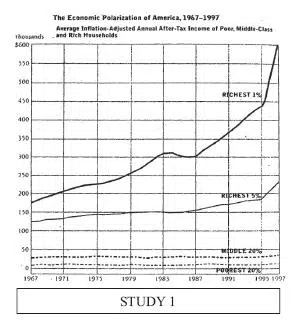 The Economic Polarization of America, 1967-1997
Average Inflation-Adjusted Annual After-Tax Income of Poor, Middle-Class
Thousands and Rich Households
$600
550
500
450
400
350
300
250
200
150
100
50
0
RICHEST 1%
RICHEST 5%
MIDDLE 20%
POOREST 20%
1967 1971 1975 1979 1983 1987 1991 1995 1997
STUDY 1